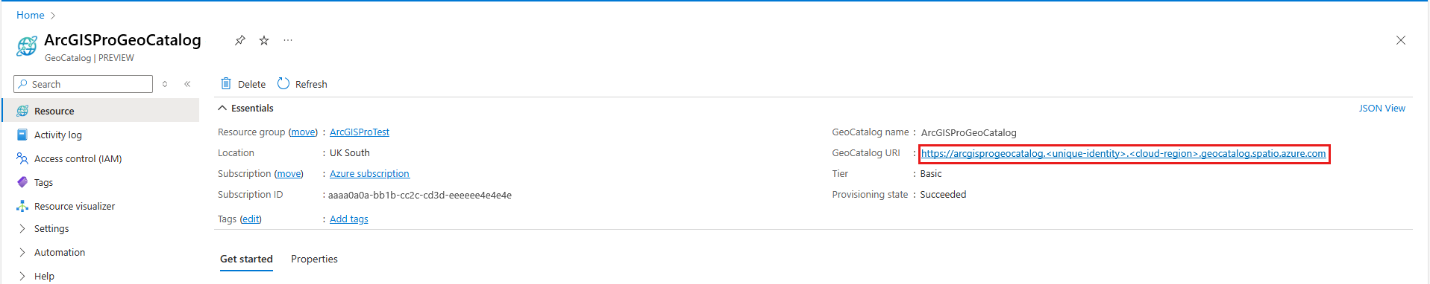 Home
ArcGISProGeoCatalog
GeoCatalog | PREVIEW
Search
Resource
Activity log
Access control (IAM)
Tags
Resource visualizer
Settings
Automation
Help
Delete Refresh
Essentials
JSON View
Resource group (move) : ArcGISProTest
Location : UK South
Subscription (move) : Azure subscription
Subscription ID : aaaa0a0a-bb1b-cc2c-cd3d-eeeeee4e4e4e
Tags (edit) : Add tags
GeoCatalog name : ArcGISProGeoCatalog
GeoCatalog URI : https://arcgisprogeocatalog.<unique-identity>.<cloud-region>.geocatalog.spatio.azure.com
Tier : Basic
Provisioning state : Succeeded
Get started Properties